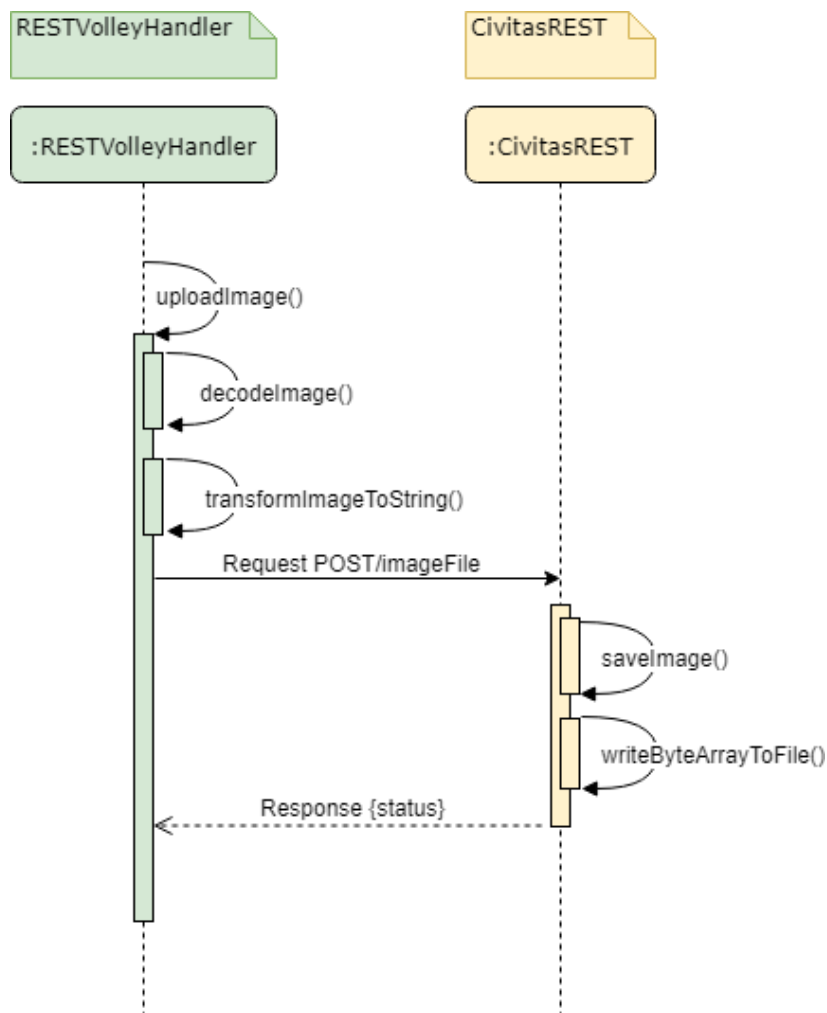 RESTVolleyHandler
CivitasREST
:RESTVolleyHandler
:CivitasREST
uploadImage()
decodeImage()
transformImageToString()
Request POST/imageFile
saveImage()
writeByteArrayToFile()
Response {status}